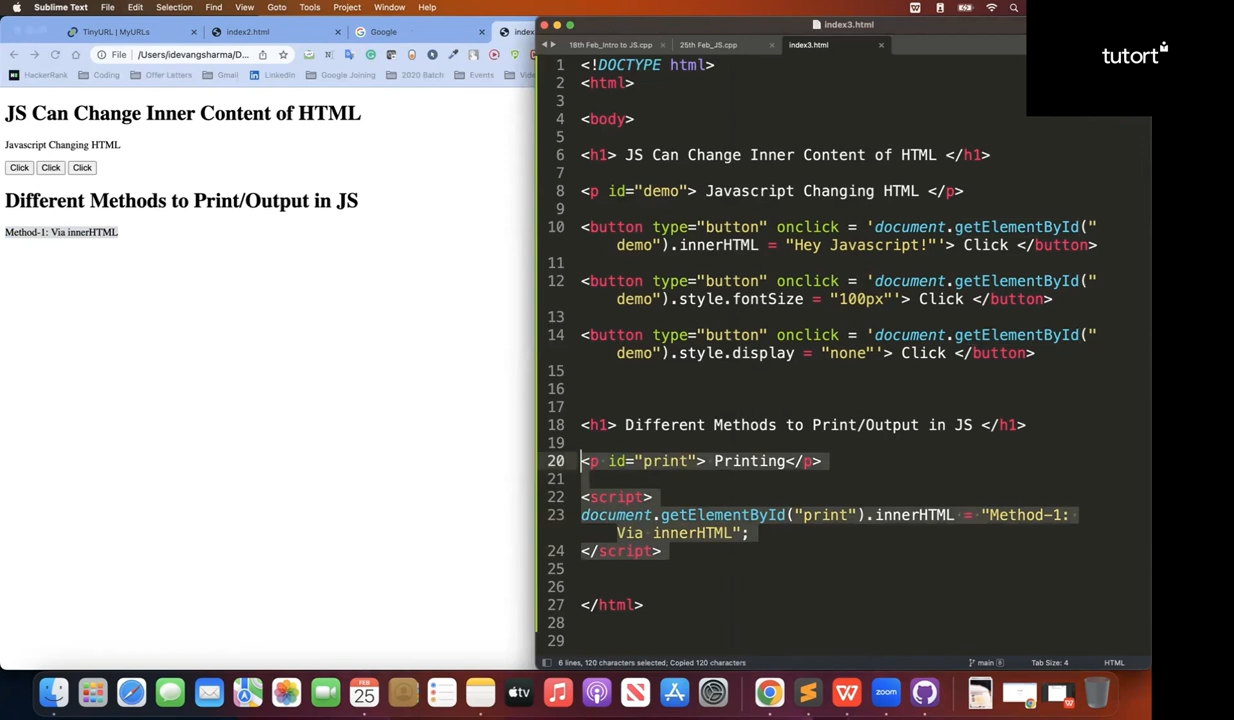 Sublime Text File Edit Selection Find View Goto Tools Project Window Help
TinyURL | MyURLs × index2.html × Google × index
File /Users/idevangsharma/D...
HackerRank Coding Offer Letters Gmail LinkedIn Google Joining 2020 Batch Events
JS Can Change Inner Content of HTML
Javascript Changing HTML
Click Click Click
Different Methods to Print/Output in JS
Method-1: Via innerHTML
index3.html
18th Feb_Intro to JS.cpp × 25th Feb_JS.cpp × index3.html ×
1 <!DOCTYPE html>
2 <html>
3
4 <body>
5
6 <h1> JS Can Change Inner Content of HTML </h1>
7
8 <p id="demo"> Javascript Changing HTML </p>
9
10 <button type="button" onclick = 'document.getElementById("
demo").innerHTML = "Hey Javascript!"'> Click </button>
11
12 <button type="button" onclick = 'document.getElementById("
demo").style.fontSize = "100px"'> Click </button>
13
14 <button type="button" onclick = 'document.getElementById("
demo").style.display = "none"'> Click </button>
15
16
17
18 <h1> Different Methods to Print/Output in JS </h1>
19
20 <p id="print"> Printing</p>
21
22 <script>
23 document.getElementById("print").innerHTML = "Method-1:
Via innerHTML";
24 </script>
25
26
27 </html>
28
29
6 lines, 120 characters selected; Copied 120 characters main Tab Size: 4 HTML
tutort
FEB
25
tv
zoom